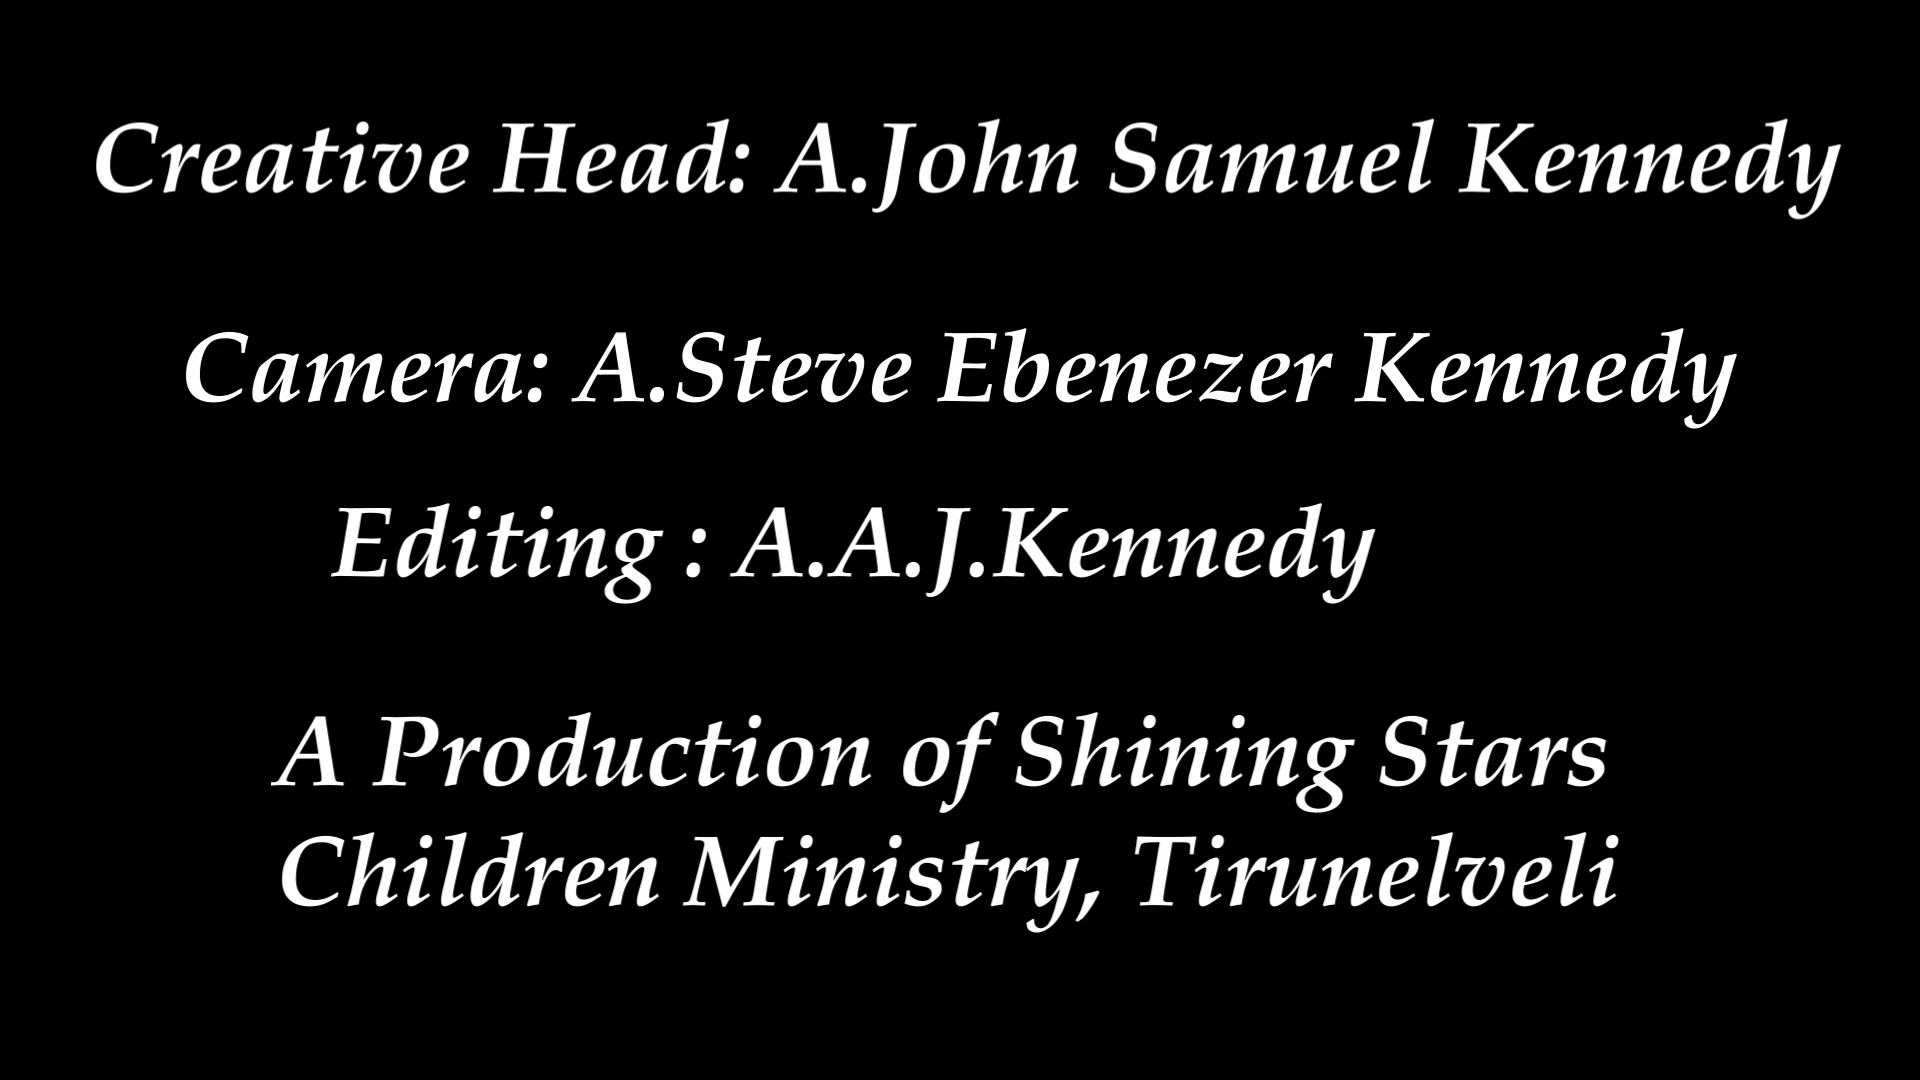 Creative Head: A.John Samuel Kennedy
Camera: A.Steve Ebenezer Kennedy
Editing : A.A.J.Kennedy
A Production of Shining Stars
Children Ministry, Tirunelveli